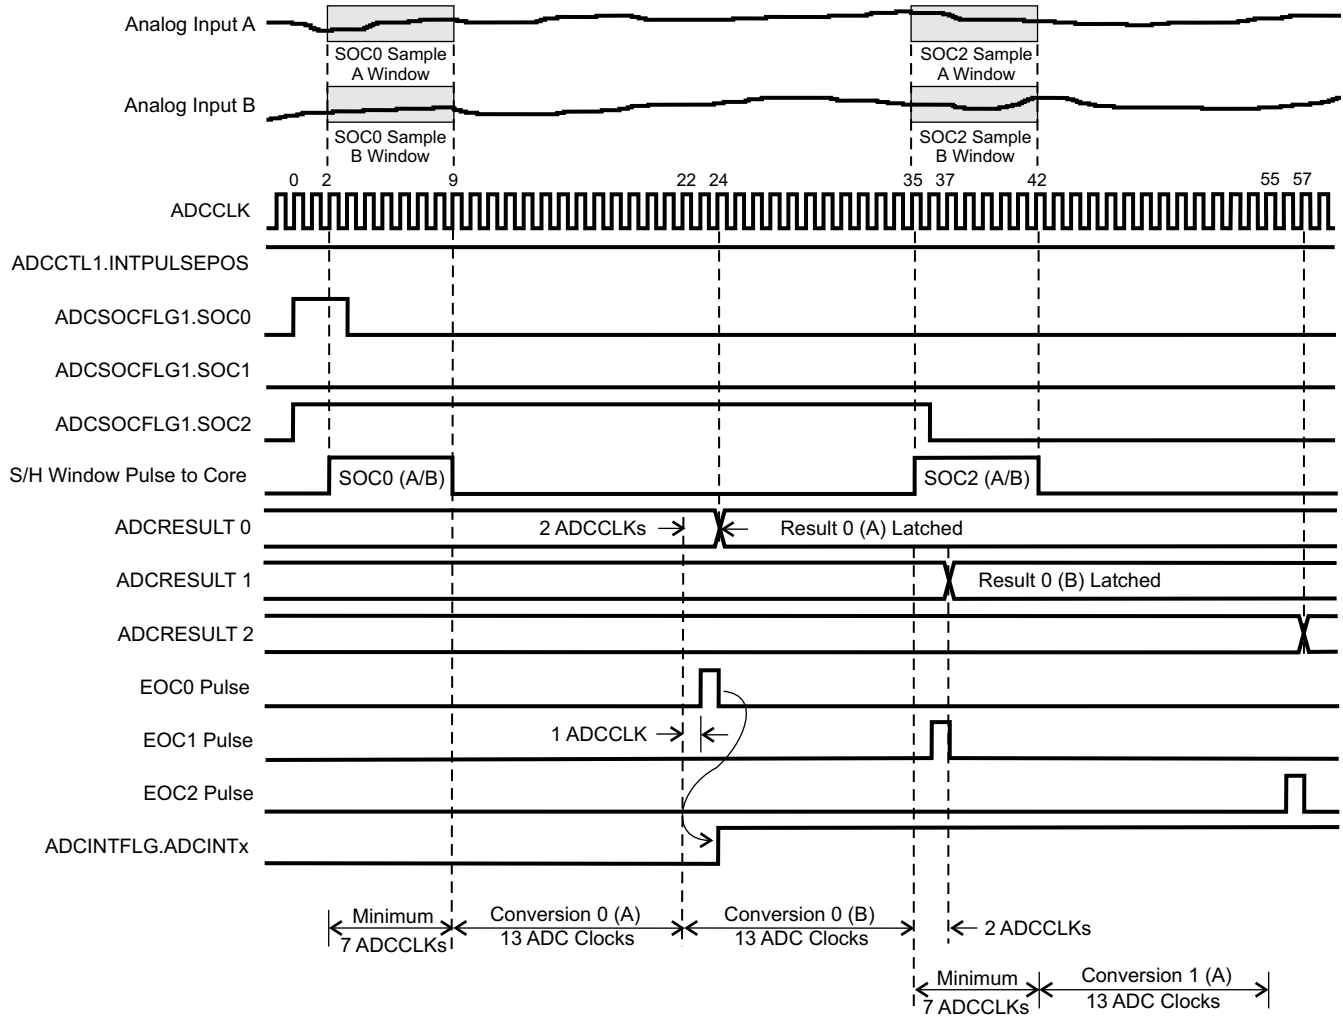 Analog Input A
SOC0 Sample
A Window
SOC2 Sample
A Window
Analog Input B
SOC0 Sample
B Window
SOC2 Sample
B Window
0 2 9 22 24 35 37 42 55 57
ADCCLK
ADCCTL1.INTPULSEPOS
ADCSOCFLG1.SOC0
ADCSOCFLG1.SOC1
ADCSOCFLG1.SOC2
S/H Window Pulse to Core
SOC0 (A/B)
SOC2 (A/B)
ADCRESULT 0
2 ADCCLKs
Result 0 (A) Latched
ADCRESULT 1
Result 0 (B) Latched
ADCRESULT 2
EOC0 Pulse
EOC1 Pulse
1 ADCCLK
EOC2 Pulse
ADCINTFLG.ADCINTx
Minimum
7 ADCCLKs
Conversion 0 (A)
13 ADC Clocks
Conversion 0 (B)
13 ADC Clocks
2 ADCCLKs
Minimum
7 ADCCLKs
Conversion 1 (A)
13 ADC Clocks